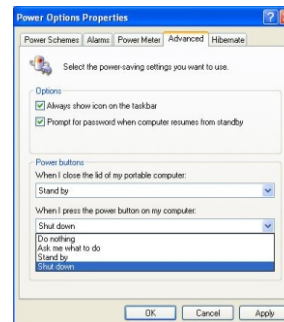 Power Options Properties
Power Schemes Alarms Power Meter Advanced Hibernate
Select the power-saving settings you want to use.
Options
Always show icon on the taskbar
Prompt for password when computer resumes from standby
Power buttons
When I close the lid of my portable computer:
Stand by
When I press the power button on my computer:
Shut down
Do nothing
Ask me what to do
Stand by
Shut down
OK Cancel Apply